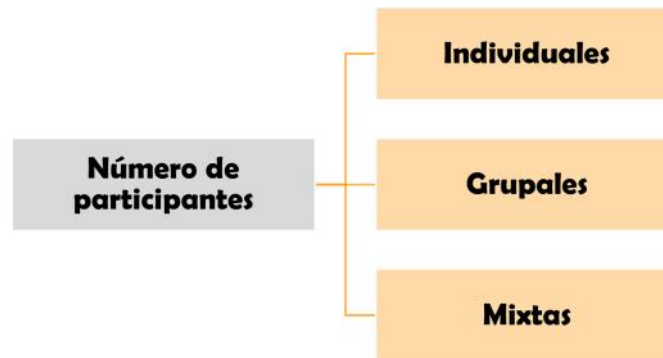 Individuales
Número de
participantes
Grupales
Mixtas